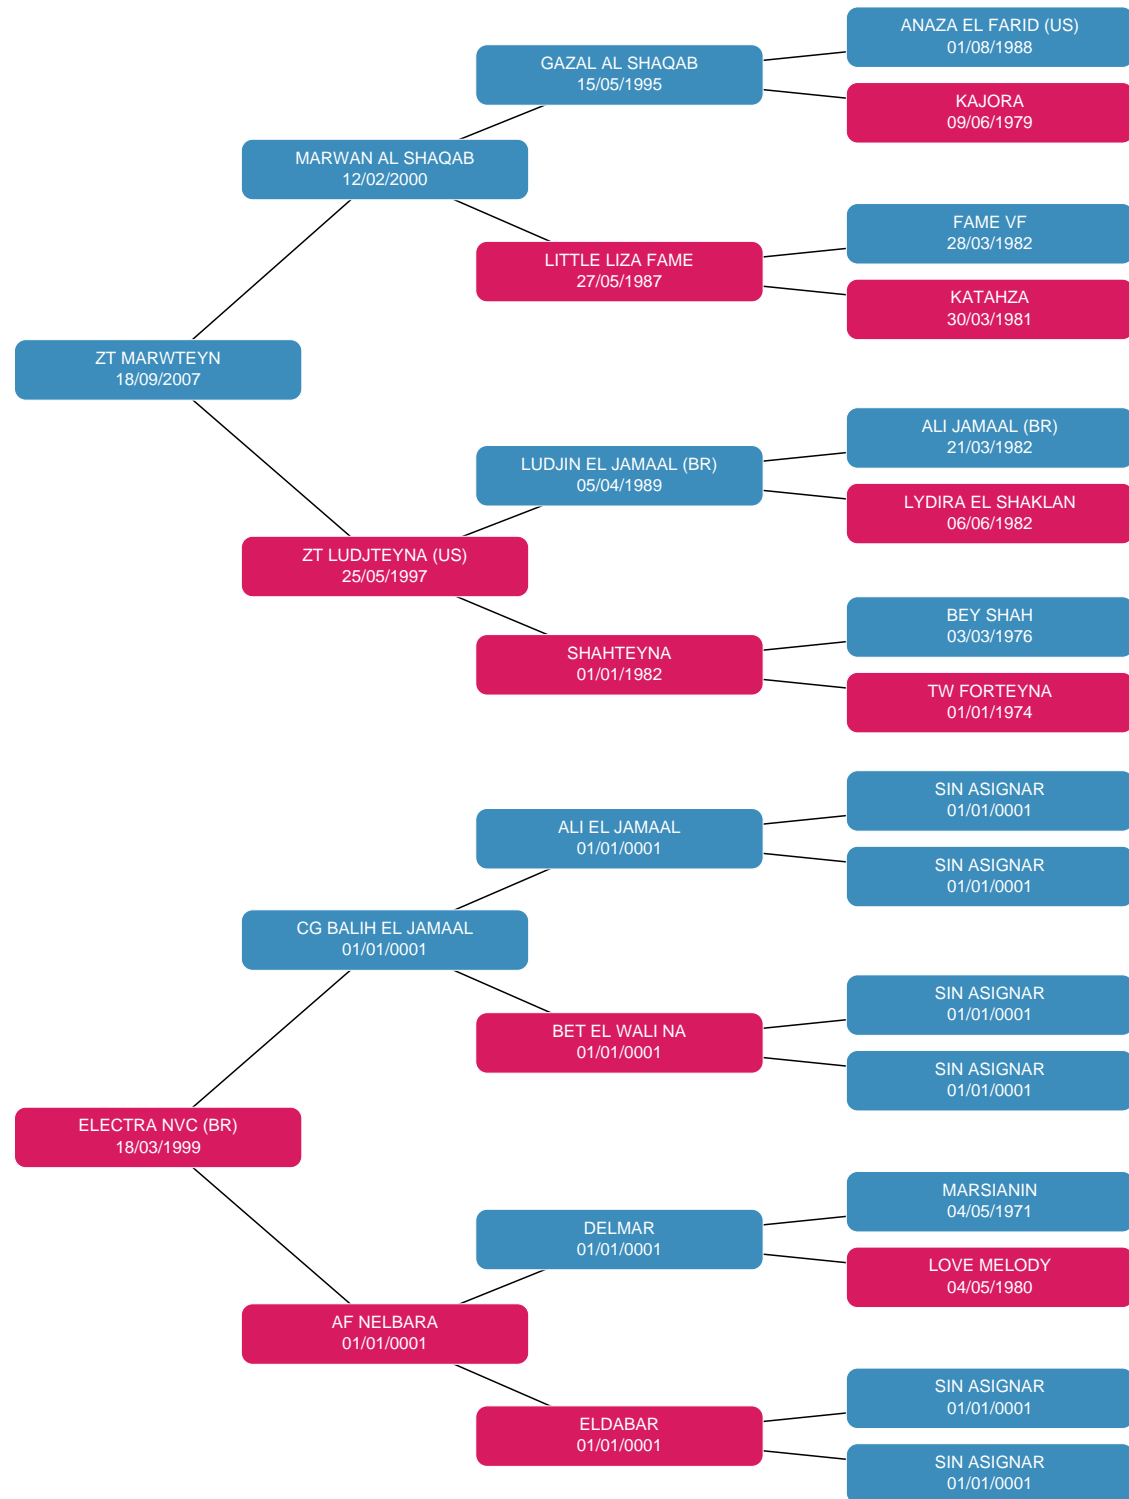 ANAZA EL FARID (US)
01/08/1988
GAZAL AL SHAQAB
15/05/1995
KAJORA
09/06/1979
MARWAN AL SHAQAB
12/02/2000
FAME VF
28/03/1982
LITTLE LIZA FAME
27/05/1987
KATAHZA
30/03/1981
ZT MARWTEYN
18/09/2007
ALI JAMAAL (BR)
21/03/1982
LUDJIN EL JAMAAL (BR)
05/04/1989
LYDIRA EL SHAKLAN
06/06/1982
ZT LUDJTEYNA (US)
25/05/1997
BEY SHAH
03/03/1976
SHAHTEYNA
01/01/1982
TW FORTEYNA
01/01/1974
SIN ASIGNAR
01/01/0001
ALI EL JAMAAL
01/01/0001
SIN ASIGNAR
01/01/0001
CG BALIH EL JAMAAL
01/01/0001
SIN ASIGNAR
01/01/0001
BET EL WALI NA
01/01/0001
SIN ASIGNAR
01/01/0001
ELECTRA NVC (BR)
18/03/1999
MARSIANIN
04/05/1971
DELMAR
01/01/0001
LOVE MELODY
04/05/1980
AF NELBARA
01/01/0001
SIN ASIGNAR
01/01/0001
ELDABAR
01/01/0001
SIN ASIGNAR
01/01/0001